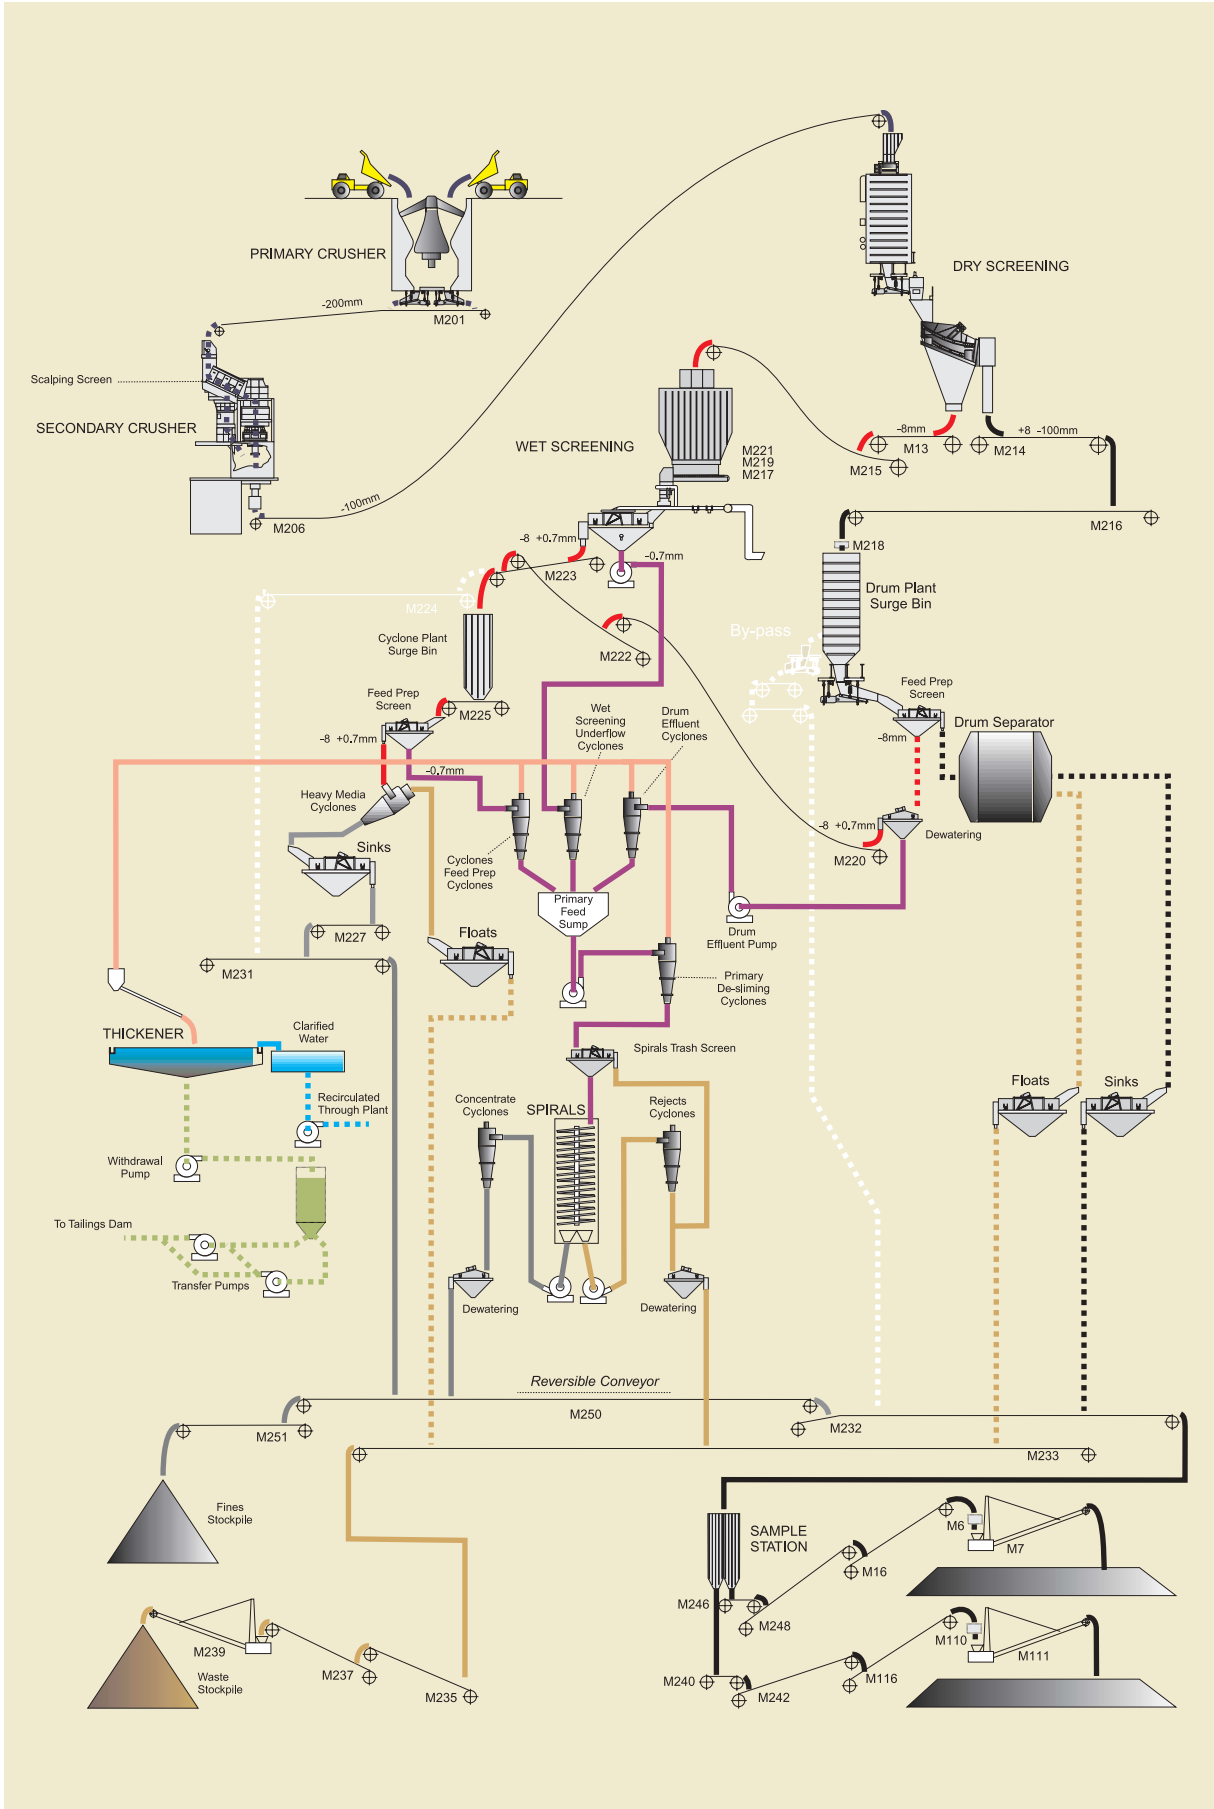 PRIMARY CRUSHER
DRY SCREENING
-200mm
M201
Scalping Screen
SECONDARY CRUSHER
-100mm
M206
WET SCREENING
M221
M219
M217
-8mm
M13
+8 -100mm
M214
M215
M216
M218
-8 +0.7mm
-0.7mm
M223
M224
Drum Plant
Surge Bin
By-pass
Cyclone Plant
Surge Bin
M222
Feed Prep
Screen
M225
Feed Prep
Screen
Wet
Screening
Underflow
Cyclones
Drum
Effluent
Cyclones
Drum Separator
-8 +0.7mm
-8mm
-0.7mm
Heavy Media
Cyclones
Sinks
-8 +0.7mm
Dewatering
M220
Cyclones
Feed Prep
Cyclones
Primary
Feed
Sump
M227
Floats
Drum
Effluent Pump
M231
Primary
De-sliming
Cyclones
THICKENER
Clarified
Water
Spirals Trash Screen
Recirculated
Through Plant
Concentrate
Cyclones
SPIRALS
Rejects
Cyclones
Floats
Sinks
Withdrawal
Pump
To Tailings Dam
Transfer Pumps
Dewatering
Dewatering
Reversible Conveyor
M250
M251
M232
M233
Fines
Stockpile
SAMPLE
STATION
M6
M7
M16
M246
M248
M110
M111
M116
M240
M242
M239
M237
M235
Waste
Stockpile